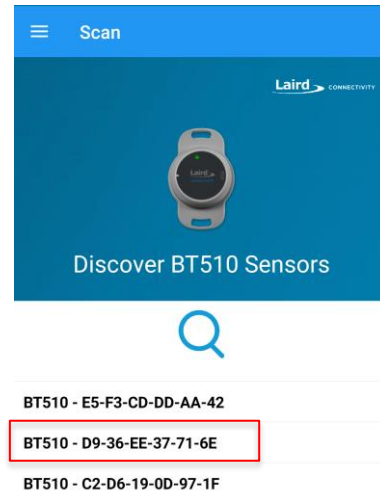 Scan
Laird CONNECTIVITY
Laird
Discover BT510 Sensors
BT510 - E5-F3-CD-DD-AA-42
BT510 - D9-36-EE-37-71-6E
BT510 - C2-D6-19-0D-97-1F